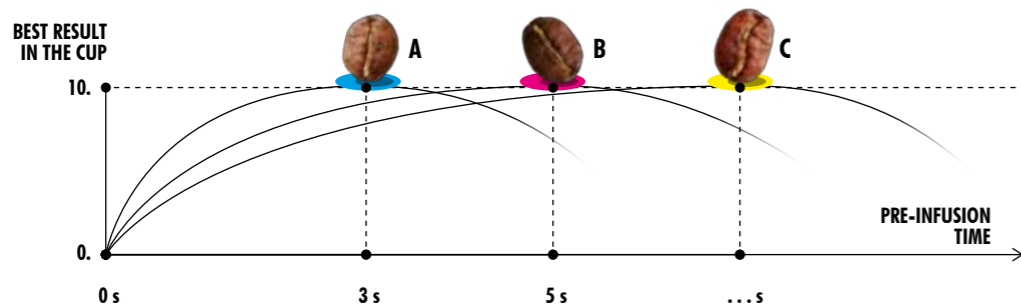 BEST RESULT
IN THE CUP
A
B
C
10.
PRE-INFUSION
TIME
0.
0 s
3 s
5 s
. . . s